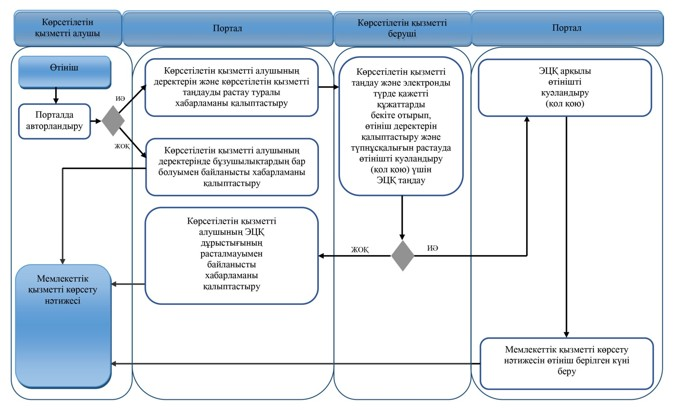 Көрсетілетін
қызметті алушы
Портал
Көрсетілетін қызметті
беруші
Портал
Өтініш
Порталда
авторландыру
ИӘ
ЖОҚ
Көрсетілетін қызметті алушының
деректерін және көрсетілетін қызметті
таңдауды растау туралы
хабарламаны қалыптастыру
Көрсетілетін қызметті алушының
деректерінде бұзушылықтардың бар
болуымен байланысты хабарламаны
қалыптастыру
Көрсетілетін қызметті
алушының ЭЦҚ
дұрыстығының
расталмауымен
байланысты
хабарламаны
қалыптастыру
Көрсетілетін қызметті
таңдау және электронды
түрде қажетті
құжаттарды
бекіте отырып,
өтініш деректерін
қалыптастыру және
түпнұсқалығын растауда
өтінішті куәландыру
(қол қою) үшін
ЭЦҚ таңдау
ЖОҚ
ИӘ
ЭЦҚ арқылы
өтінішті
куәландыру
(қол қою)
Мемлекеттік
қызметті көрсету
нәтижесі
Мемлекеттік қызметті көрсету
нәтижесін өтініш берілген күні
беру